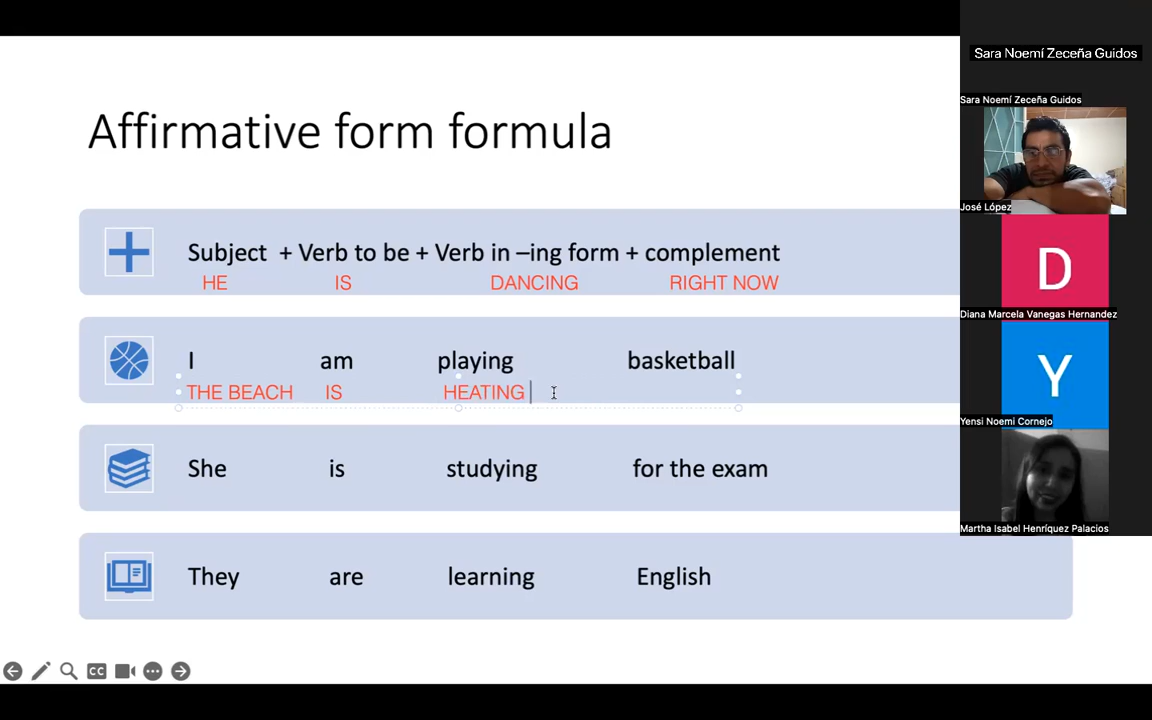 Affirmative form formula
Subject + Verb to be + Verb in –ing form + complement
HE IS DANCING RIGHT NOW
I am playing basketball
THE BEACH IS HEATING
She is studying for the exam
They are learning English
CC
Sara Noemí Zeceña Guidos
Sara Noemí Zeceña Guidos
José López
D
Diana Marcela Vanegas Hernandez
Y
Yensi Noemi Cornejo
Martha Isabel Henríquez Palacios